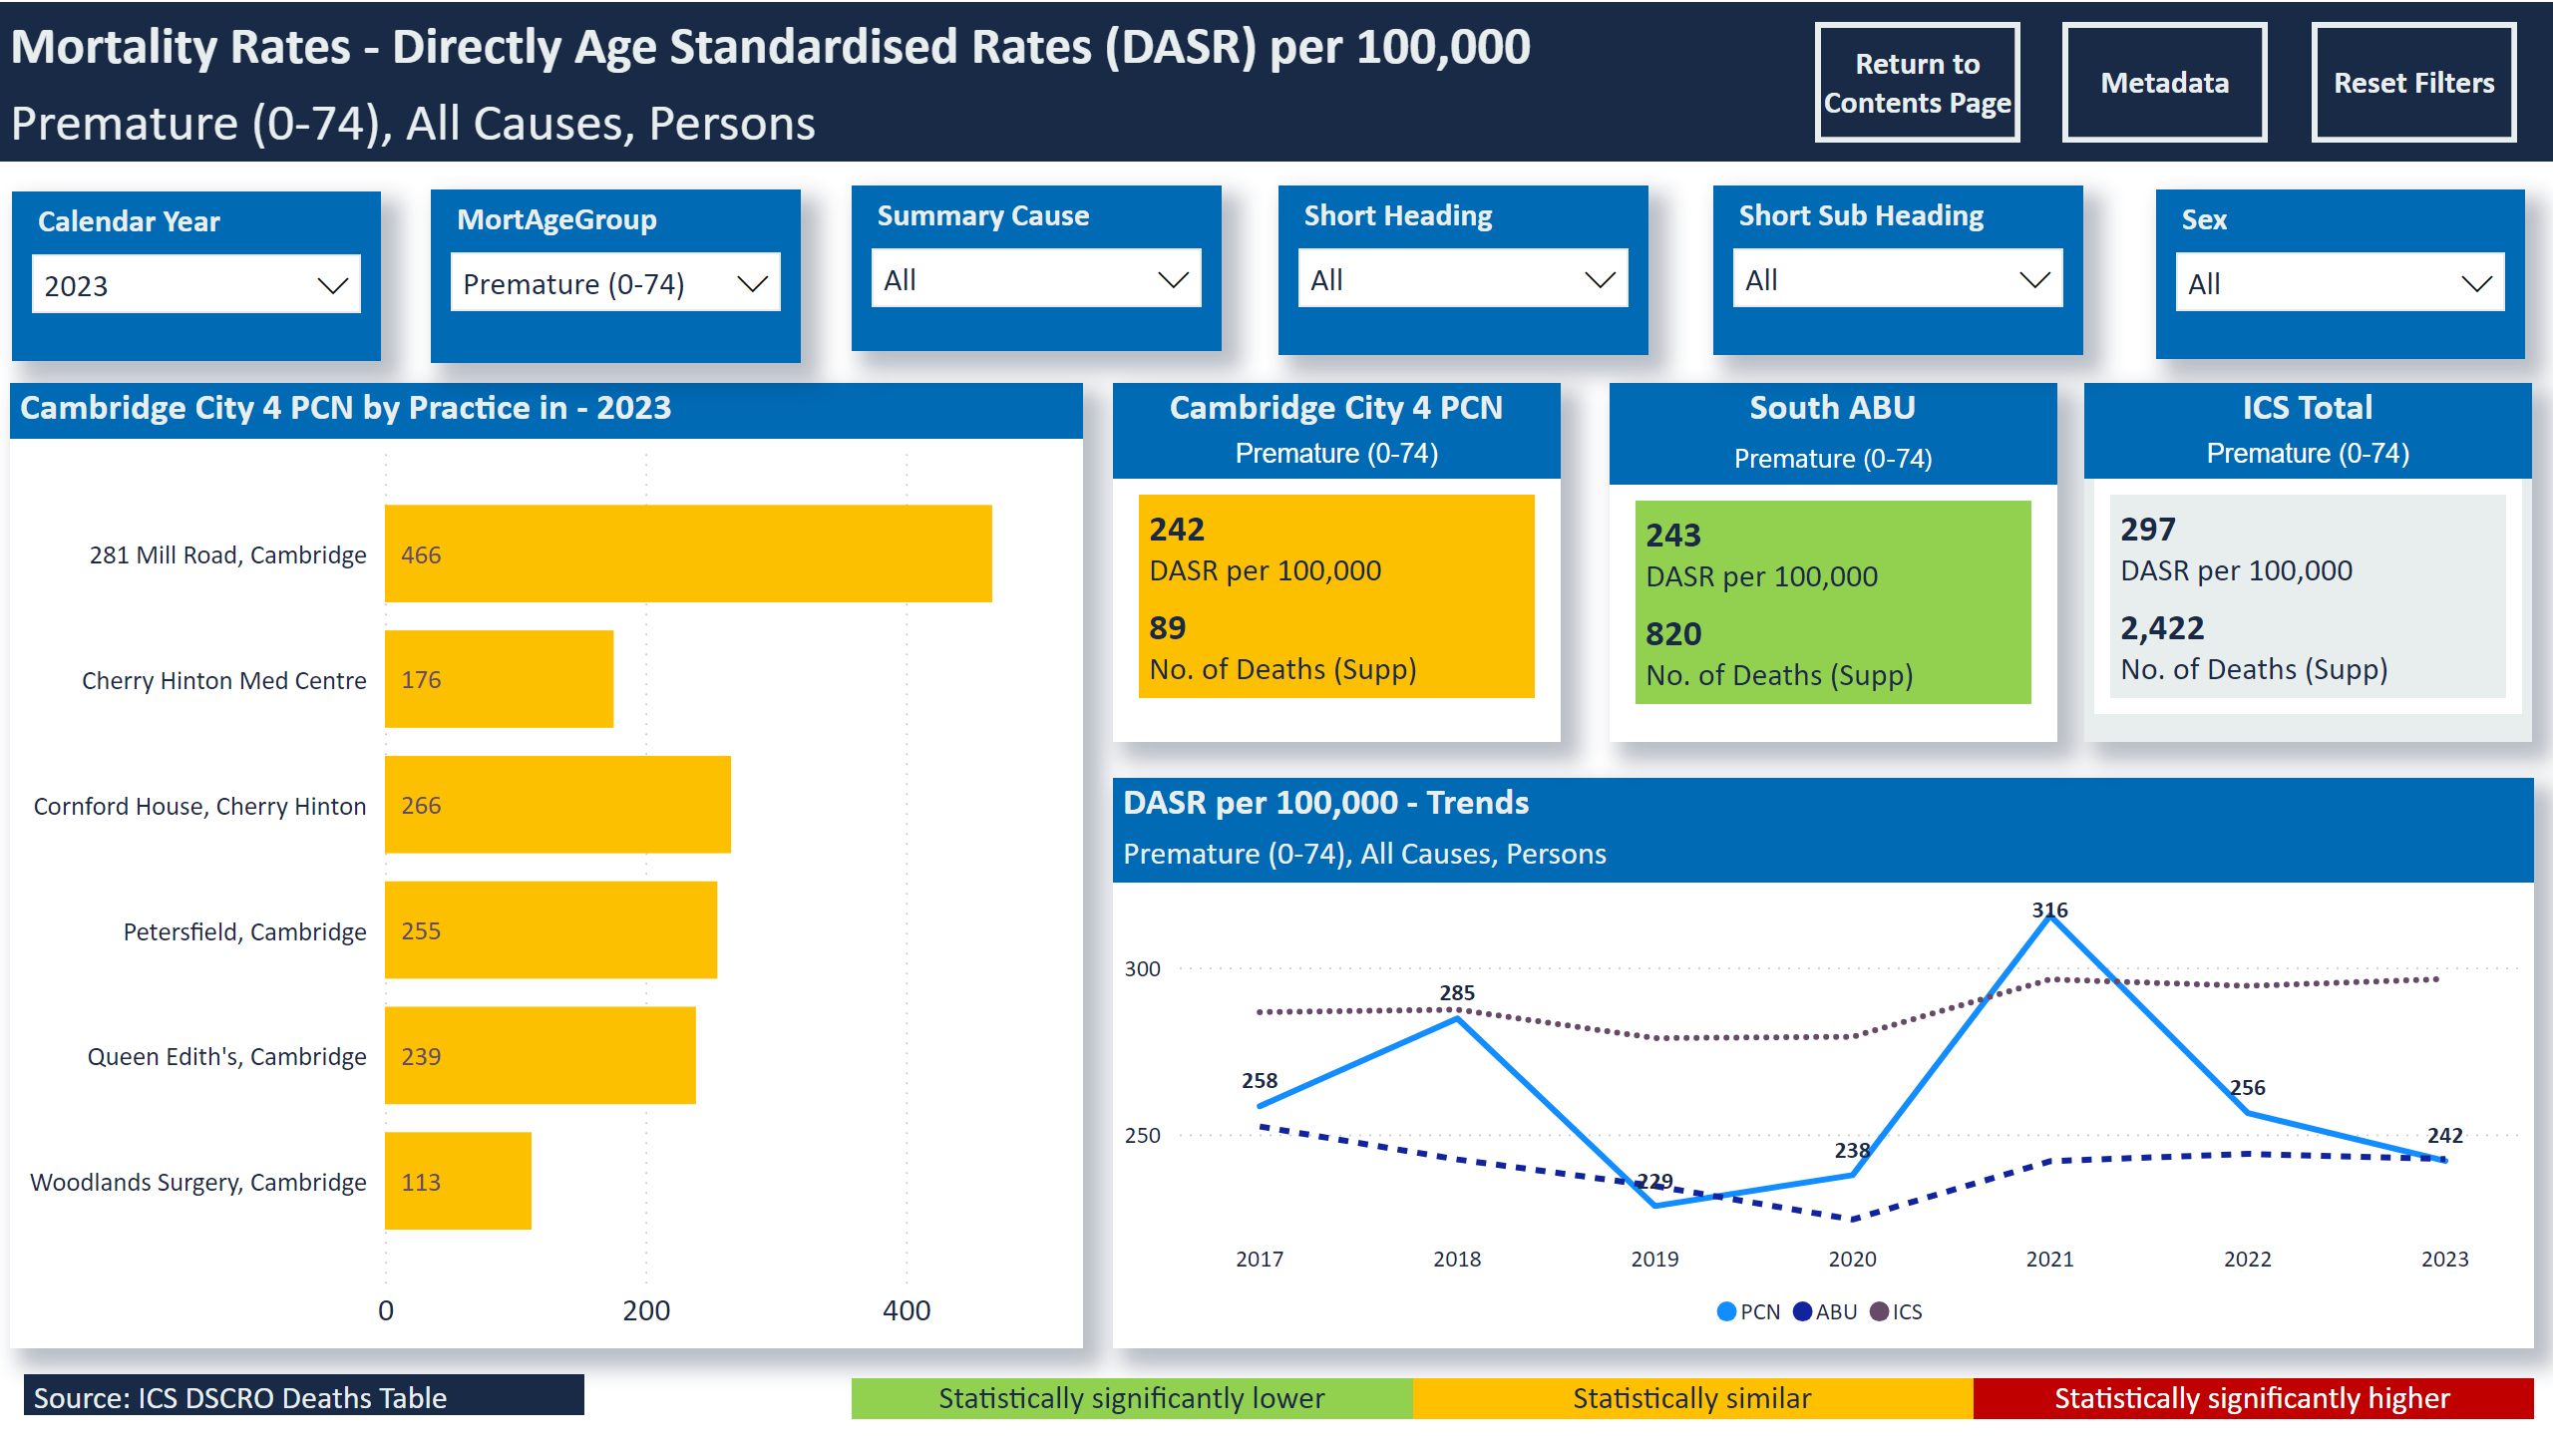 Mortality Rates - Directly Age Standardised Rates (DASR) per 100,000
Premature (0-74), All Causes, Persons
Return to
Contents Page
Metadata
Reset Filters
Calendar Year
2023
MortAgeGroup
Premature (0-74)
Summary Cause
All
Short Heading
All
Short Sub Heading
All
Sex
All
Cambridge City 4 PCN by Practice in - 2023
281 Mill Road, Cambridge
466
Cherry Hinton Med Centre
176
Cornford House, Cherry Hinton
266
Petersfield, Cambridge
255
Queen Edith's, Cambridge
239
Woodlands Surgery, Cambridge
113
0
200
400
Cambridge City 4 PCN
Premature (0-74)
242
DASR per 100,000
89
No. of Deaths (Supp)
South ABU
Premature (0-74)
243
DASR per 100,000
820
No. of Deaths (Supp)
ICS Total
Premature (0-74)
297
DASR per 100,000
2,422
No. of Deaths (Supp)
DASR per 100,000 - Trends
Premature (0-74), All Causes, Persons
300
250
258
285
229
238
316
256
242
2017
2018
2019
2020
2021
2022
2023
PCN
ABU
ICS
Source: ICS DSCRO Deaths Table
Statistically significantly lower
Statistically similar
Statistically significantly higher